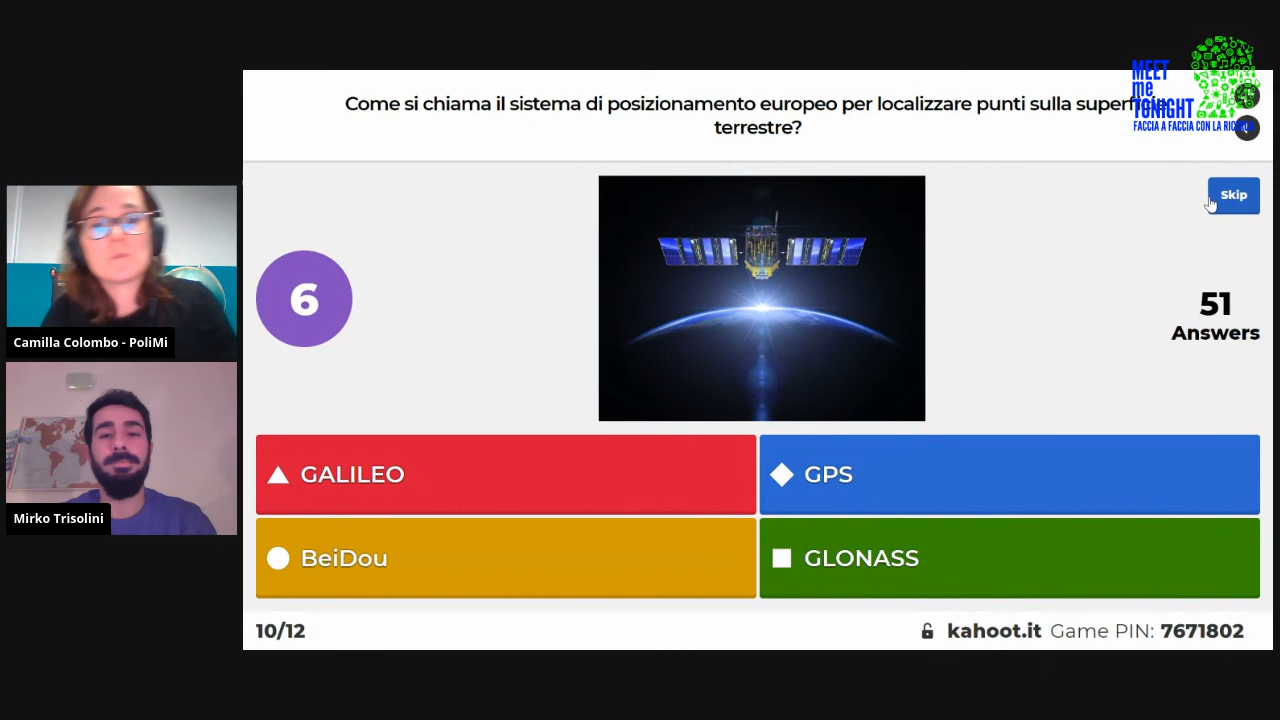 MEET
me
TONIGHT
FACCIA A FACCIA CON LA RICERCA
Come si chiama il sistema di posizionamento europeo per localizzare punti sulla superficie
terrestre?
Skip
6
51
Answers
Camilla Colombo - PoliMi
Mirko Trisolini
GALILEO
GPS
BeiDou
GLONASS
10/12
kahoot.it Game PIN: 7671802